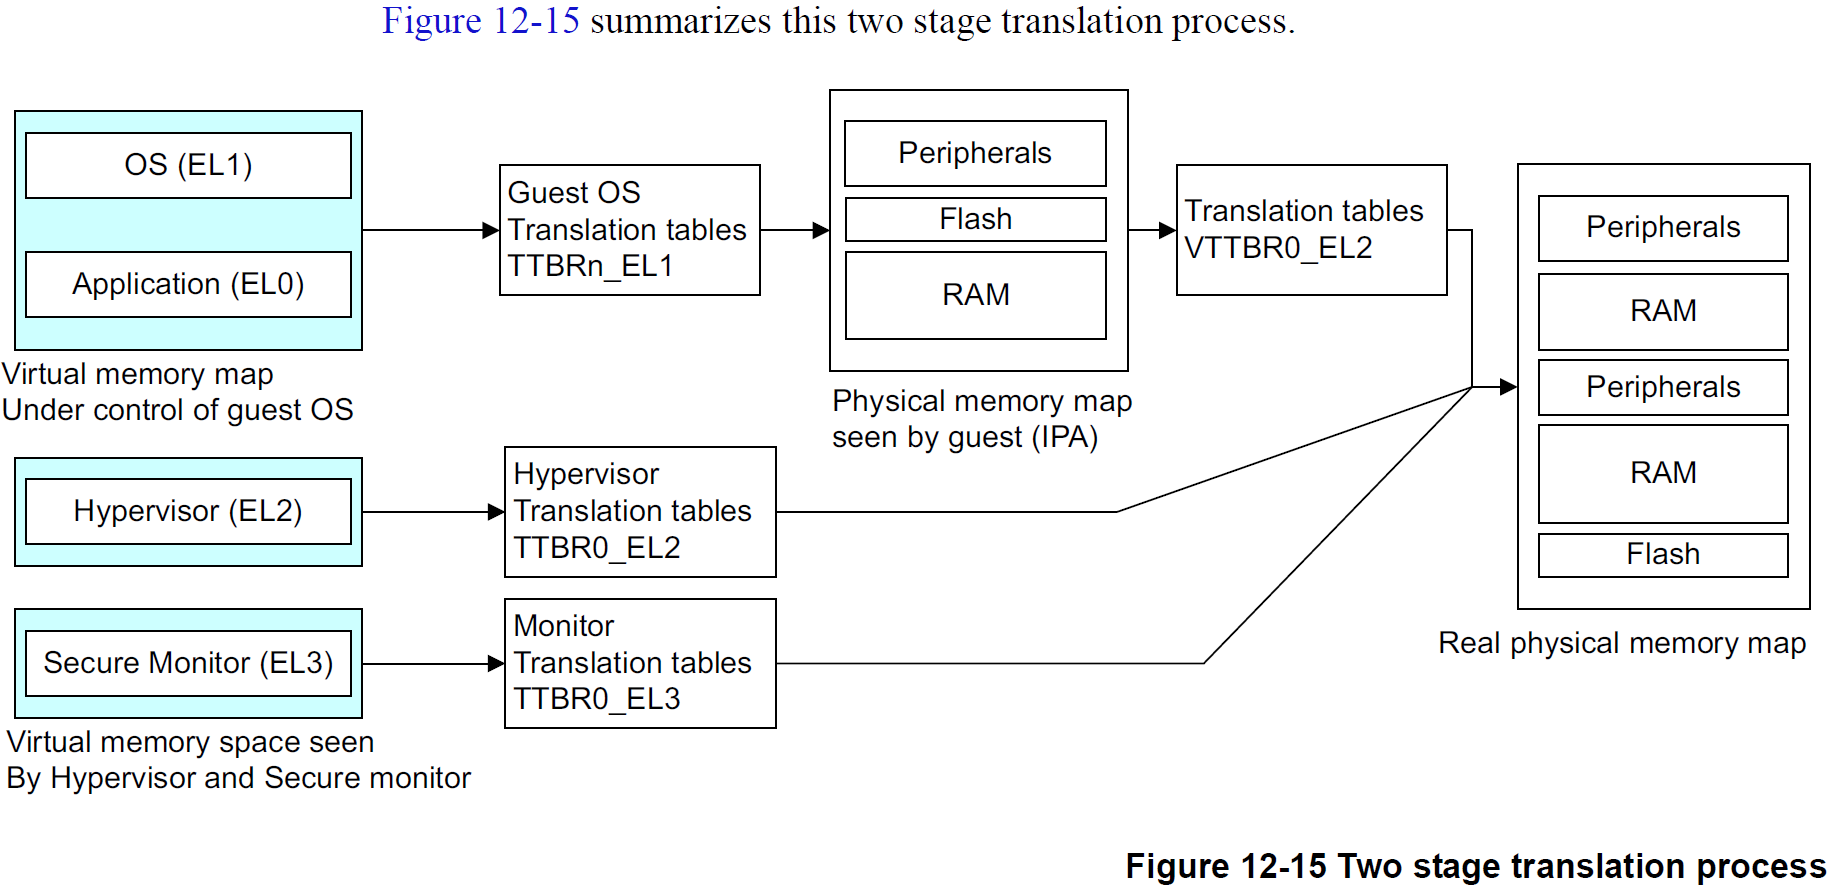 Figure 12-15 summarizes this two stage translation process.
OS (EL1)
Application (EL0)
Virtual memory map
Under control of guest OS
Guest OS
Translation tables
TTBRn_EL1
Peripherals
Flash
RAM
Physical memory map
seen by guest (IPA)
Translation tables
VTTBR0_EL2
Peripherals
RAM
Peripherals
RAM
Flash
Real physical memory map
Hypervisor (EL2)
Hypervisor
Translation tables
TTBR0_EL2
Secure Monitor (EL3)
Monitor
Translation tables
TTBR0_EL3
Virtual memory space seen
By Hypervisor and Secure monitor
Figure 12-15 Two stage translation process